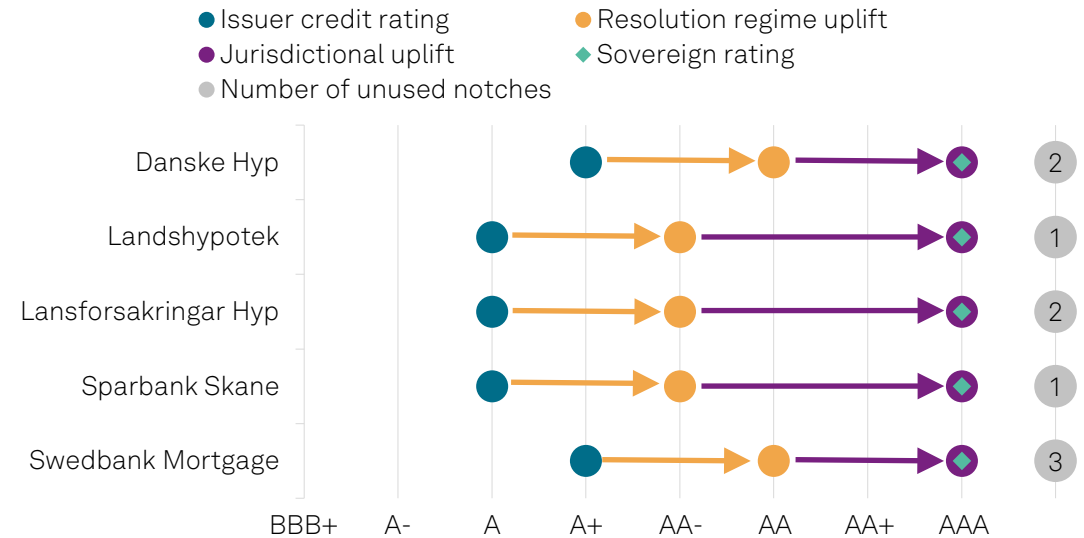 Issuer credit rating
Resolution regime uplift
Jurisdictional uplift
Sovereign rating
Number of unused notches
Danske Hyp 2
Landshypotek 1
Lansforsakringar Hyp 2
Sparbank Skane 1
Swedbank Mortgage 3
BBB+ A- A A+ AA- AA AA+ AAA